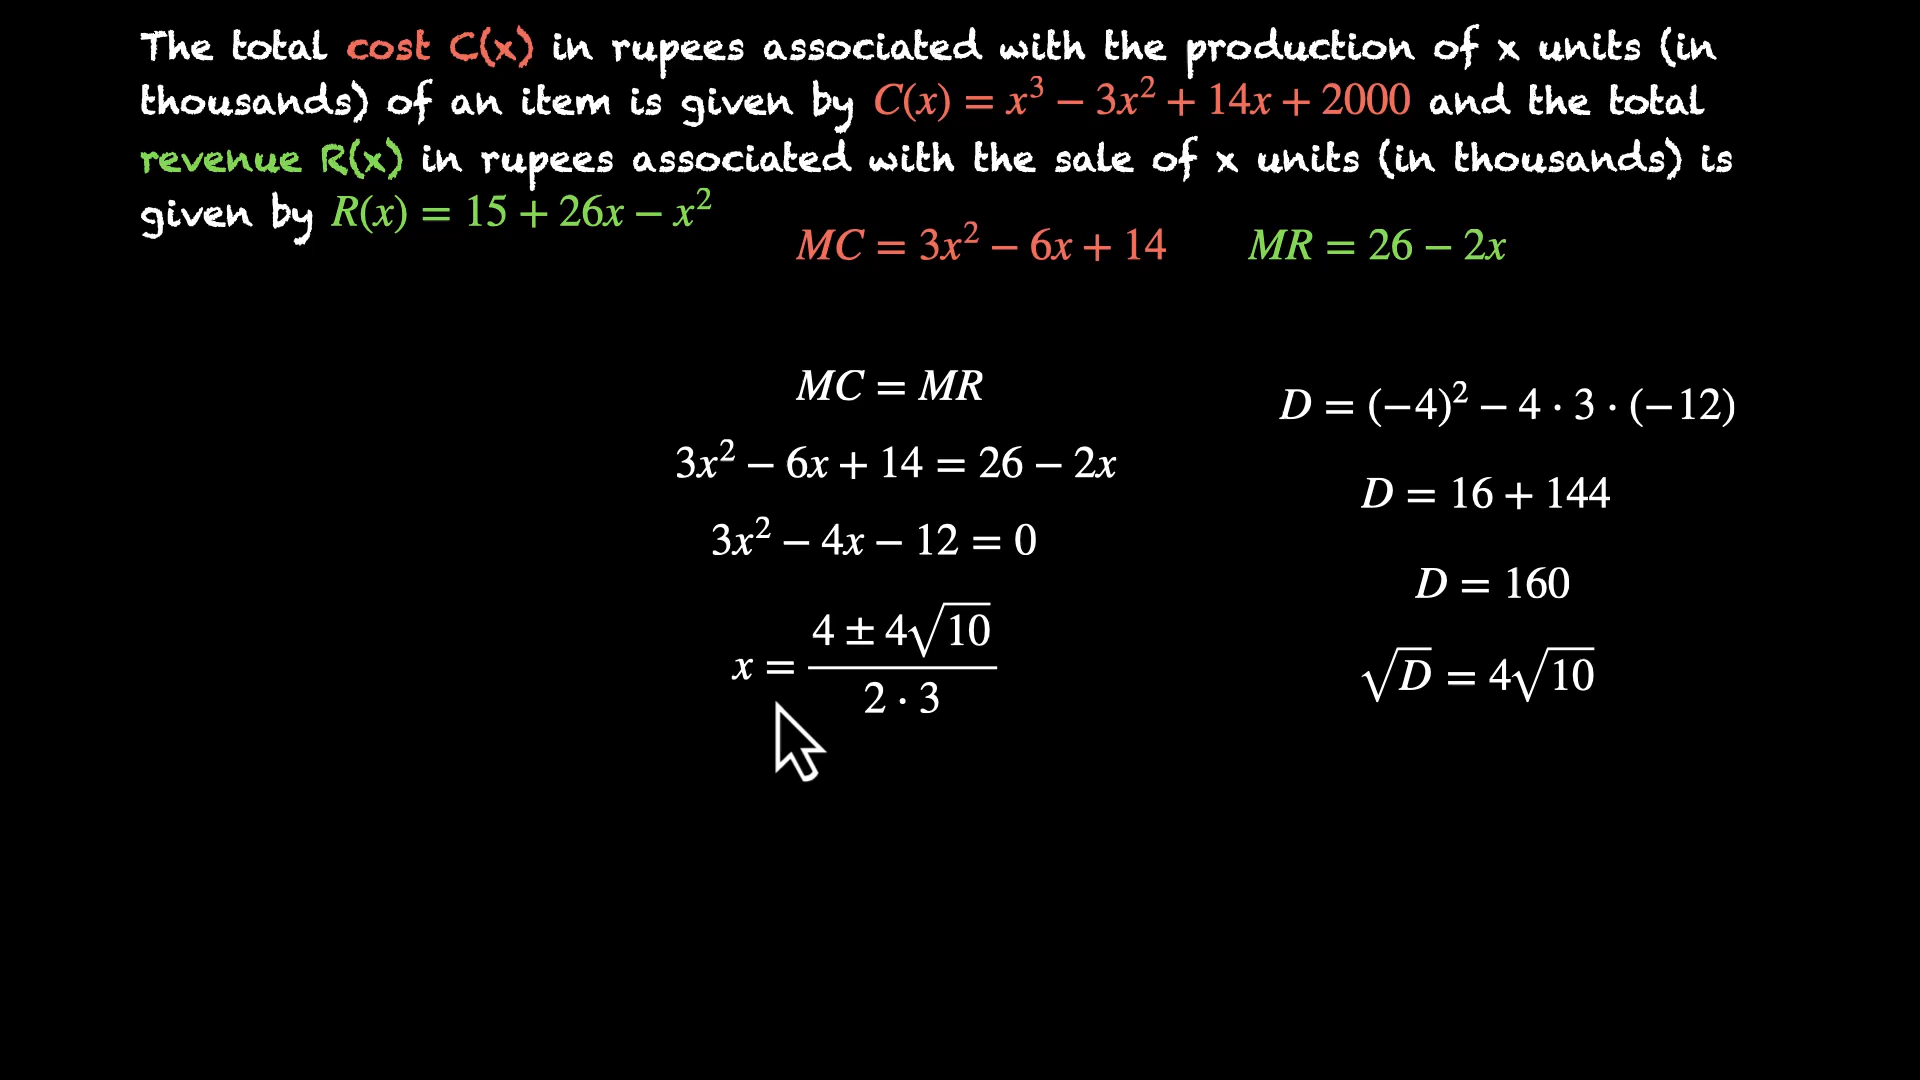 The total cost C(x) in rupees associated with the production of x units (in
thousands) of an item is given by C(x) = x³ − 3x² + 14x + 2000 and the total
revenue R(x) in rupees associated with the sale of x units (in thousands) is
given by R(x) = 15 + 26x − x²
MC = 3x² − 6x + 14
MR = 26 − 2x
MC = MR
3x² − 6x + 14 = 26 − 2x
3x² − 4x − 12 = 0
x = (4 ± 4√10) / (2 · 3)
D = (−4)² − 4 · 3 · (−12)
D = 16 + 144
D = 160
√D = 4√10